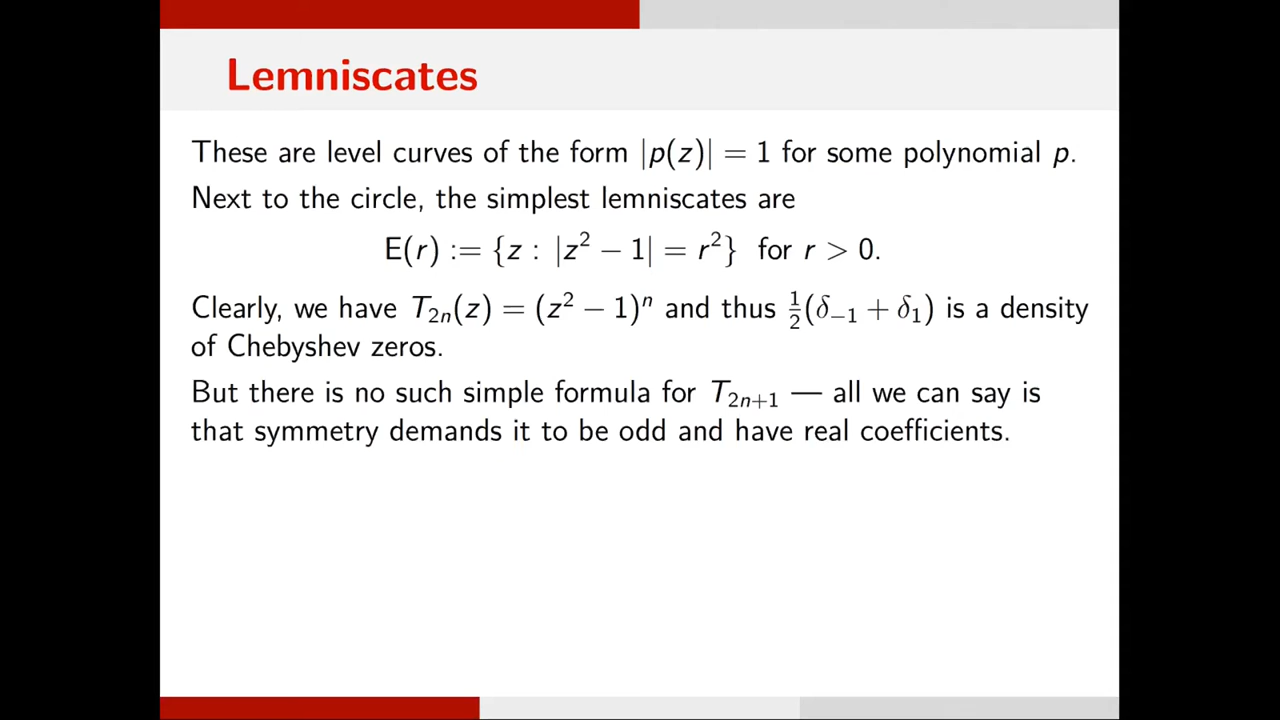 Lemniscates
These are level curves of the form |p(z)| = 1 for some polynomial p.
Next to the circle, the simplest lemniscates are
E(r) := {z : |z² − 1| = r²} for r > 0.
Clearly, we have T₂ₙ(z) = (z² − 1)ⁿ and thus ½(δ₋₁ + δ₁) is a density
of Chebyshev zeros.
But there is no such simple formula for T₂ₙ₊₁ — all we can say is
that symmetry demands it to be odd and have real coefficients.